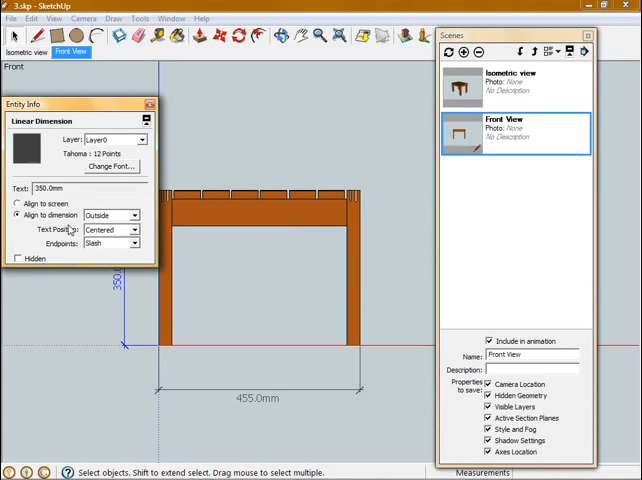 3.skp - SketchUp
File Edit View Camera Draw Tools Window Help
Isometric view Front View
Front
Entity Info
Linear Dimension
Layer: Layer0
Tahoma : 12 Points
Change Font...
Text: 350.0mm
Align to screen
Align to dimension Outside
Text Position: Centered
Endpoints: Slash
Hidden
350.
455.0mm
Scenes
Isometric view
Photo: None
No Description
Front View
Photo: None
No Description
Include in animation
Name: Front View
Description:
Properties to save:
Camera Location
Hidden Geometry
Visible Layers
Active Section Planes
Style and Fog
Shadow Settings
Axes Location
Select objects. Shift to extend select. Drag mouse to select multiple.
Measurements